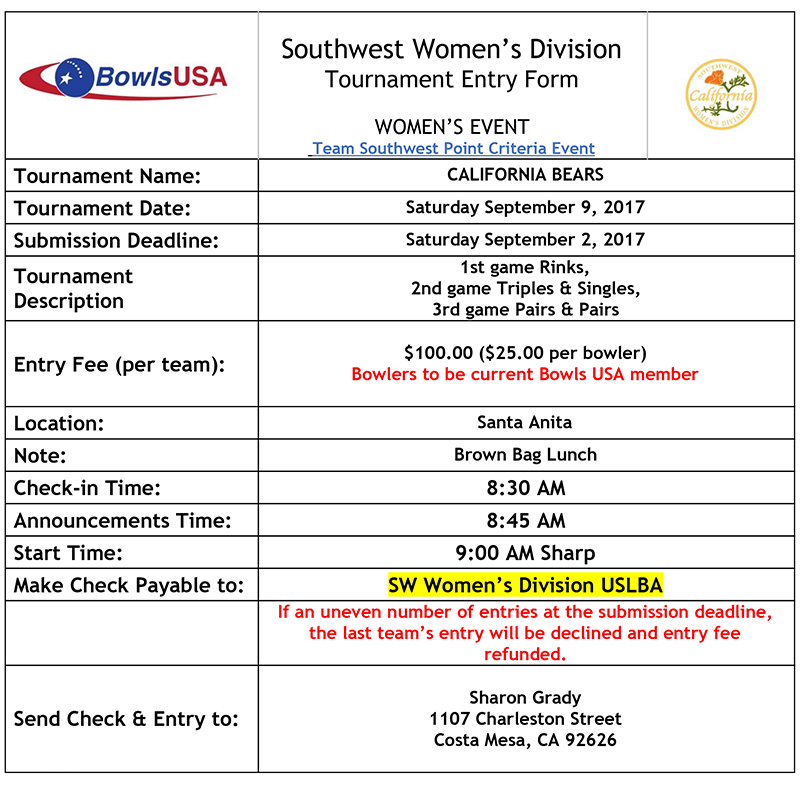 BowlsUSA
Southwest Women's Division
Tournament Entry Form
WOMEN'S EVENT
Team Southwest Point Criteria Event
SOUTHWEST
California
WOMEN'S DIVISION
Tournament Name:
CALIFORNIA BEARS
Tournament Date:
Saturday September 9, 2017
Submission Deadline:
Saturday September 2, 2017
Tournament
Description
1st game Rinks,
2nd game Triples & Singles,
3rd game Pairs & Pairs
Entry Fee (per team):
$100.00 ($25.00 per bowler)
Bowlers to be current Bowls USA member
Location:
Santa Anita
Note:
Brown Bag Lunch
Check-in Time:
8:30 AM
Announcements Time:
8:45 AM
Start Time:
9:00 AM Sharp
Make Check Payable to:
SW Women's Division USLBA
If an uneven number of entries at the submission deadline,
the last team's entry will be declined and entry fee
refunded.
Send Check & Entry to:
Sharon Grady
1107 Charleston Street
Costa Mesa, CA 92626